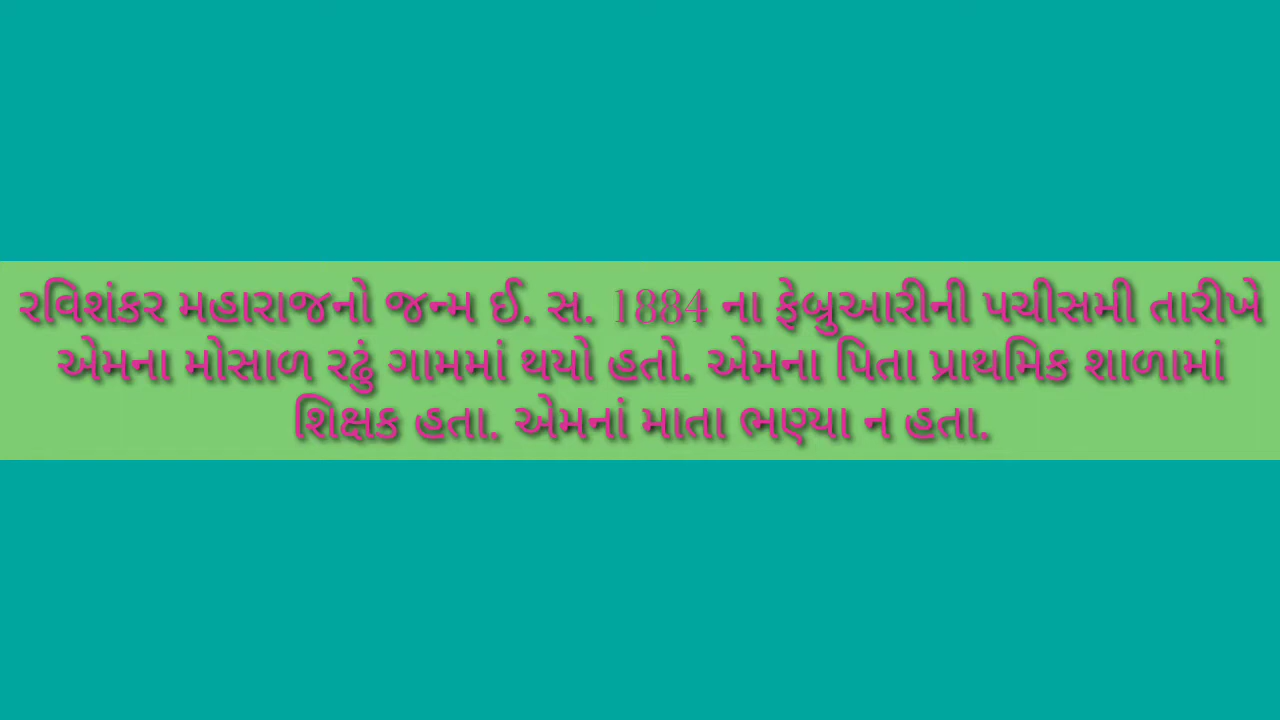 રવિશંકર મહારાજનો જન્મ ઈ. સ. 1884 ના ફેબ્રુઆરીની પચીસમી તારીખે
એમના મોસાળ રઢું ગામમાં થયો હતો. એમના પિતા પ્રાથમિક શાળામાં
શિક્ષક હતા. એમનાં માતા ભણ્યા ન હતા.